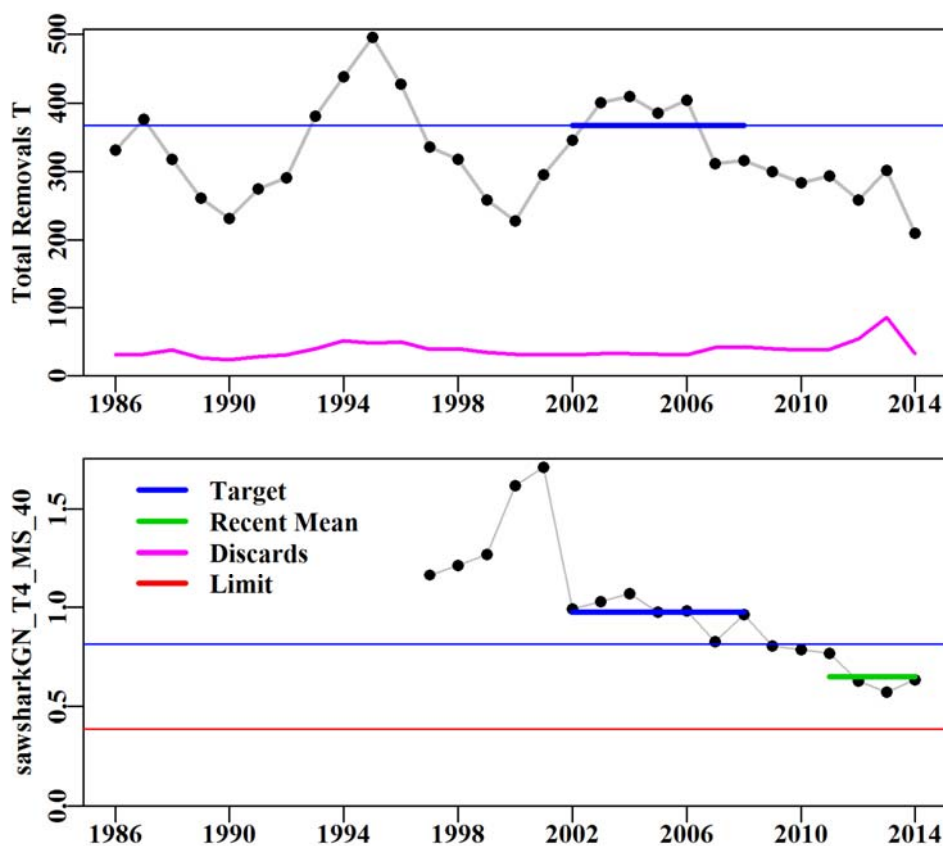 Total Removals T
500
400
300
200
100
0
1986 1990 1994 1998 2002 2006 2010 2014
sawsharkGN_T4_MS_40
1.5
1.0
0.5
0.0
Target
Recent Mean
Discards
Limit
1986 1990 1994 1998 2002 2006 2010 2014